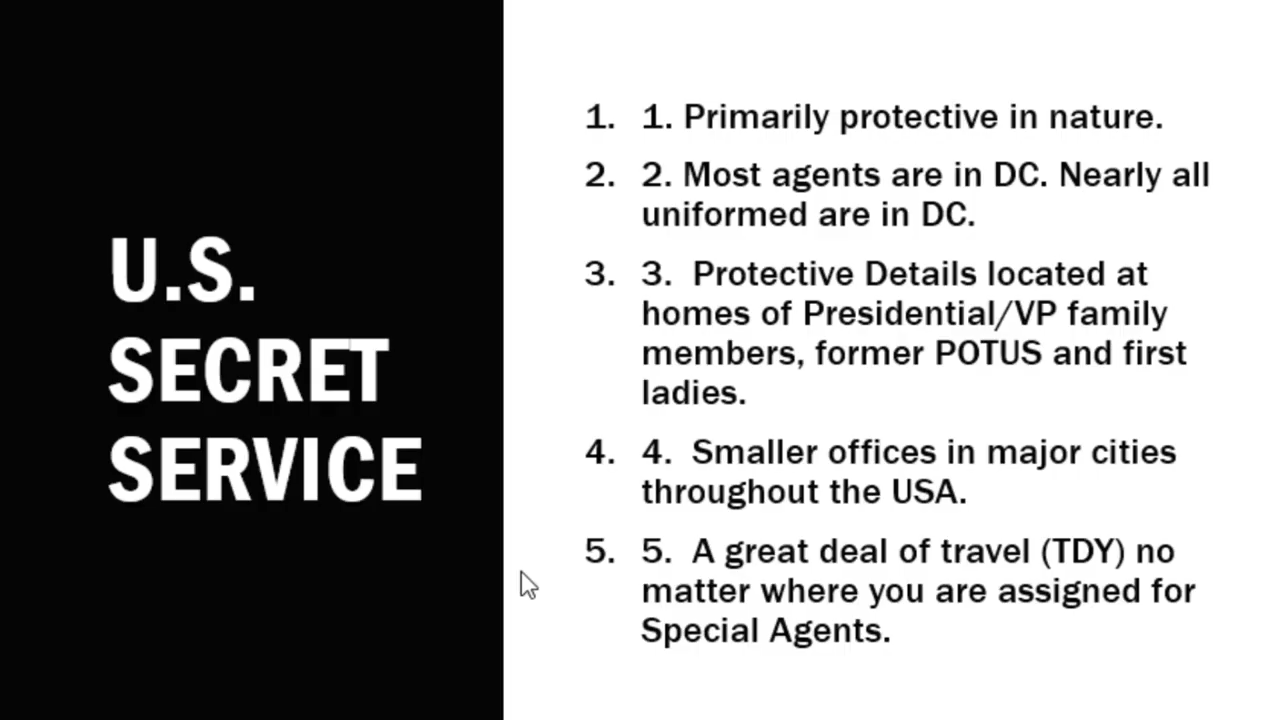 U.S.
SECRET
SERVICE
1. 1. Primarily protective in nature.
2. 2. Most agents are in DC. Nearly all
uniformed are in DC.
3. 3. Protective Details located at
homes of Presidential/VP family
members, former POTUS and first
ladies.
4. 4. Smaller offices in major cities
throughout the USA.
5. 5. A great deal of travel (TDY) no
matter where you are assigned for
Special Agents.